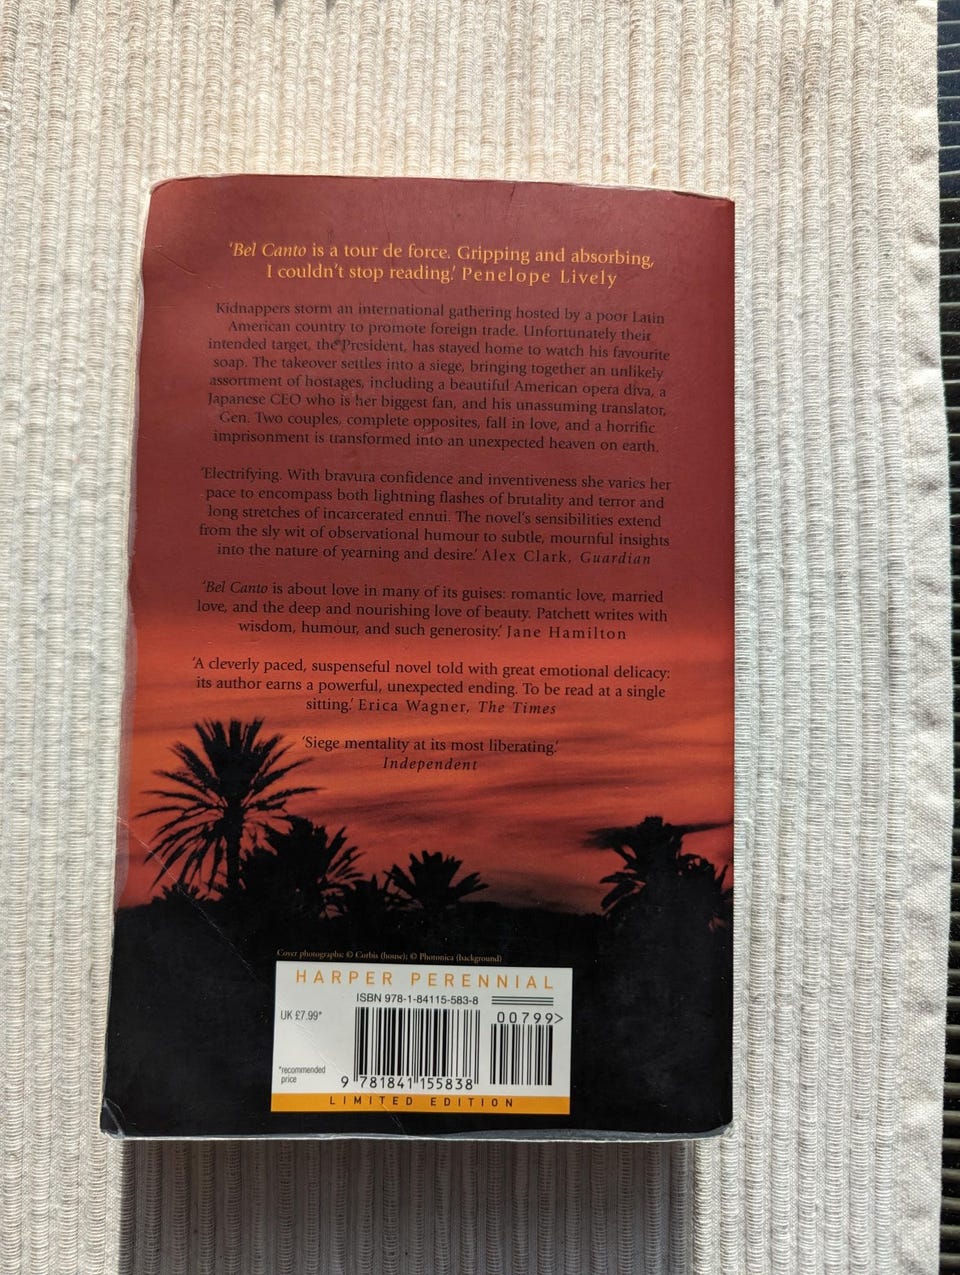 ‘Bel Canto is a tour de force. Gripping and absorbing,
I couldn’t stop reading.’ Penelope Lively
Kidnappers storm an international gathering hosted by a poor Latin
American country to promote foreign trade. Unfortunately their
intended target, the President, has stayed home to watch his favourite
soap. The takeover settles into a siege, bringing together an unlikely
assortment of hostages, including a beautiful American opera diva, a
Japanese CEO who is her biggest fan, and his unassuming translator,
Gen. Two couples, complete opposites, fall in love, and a horrific
imprisonment is transformed into an unexpected heaven on earth.
‘Electrifying. With bravura confidence and inventiveness she varies her
pace to encompass both lightning flashes of brutality and terror and
long stretches of incarcerated ennui. The novel’s sensibilities extend
from the sly wit of observational humour to subtle, mournful insights
into the nature of yearning and desire.’ Alex Clark, Guardian
‘Bel Canto is about love in many of its guises: romantic love, married
love, and the deep and nourishing love of beauty. Patchett writes with
wisdom, humour, and such generosity.’ Jane Hamilton
‘A cleverly paced, suspenseful novel told with great emotional delicacy:
its author earns a powerful, unexpected ending. To be read at a single
sitting.’ Erica Wagner, The Times
‘Siege mentality at its most liberating.’
Independent
Cover photographs: © Corbis (house); © Photonica (background)
HARPER PERENNIAL
ISBN 978-1-84115-583-8
UK £7.99*
00799>
*recommended
price
9 781841 155838
LIMITED EDITION